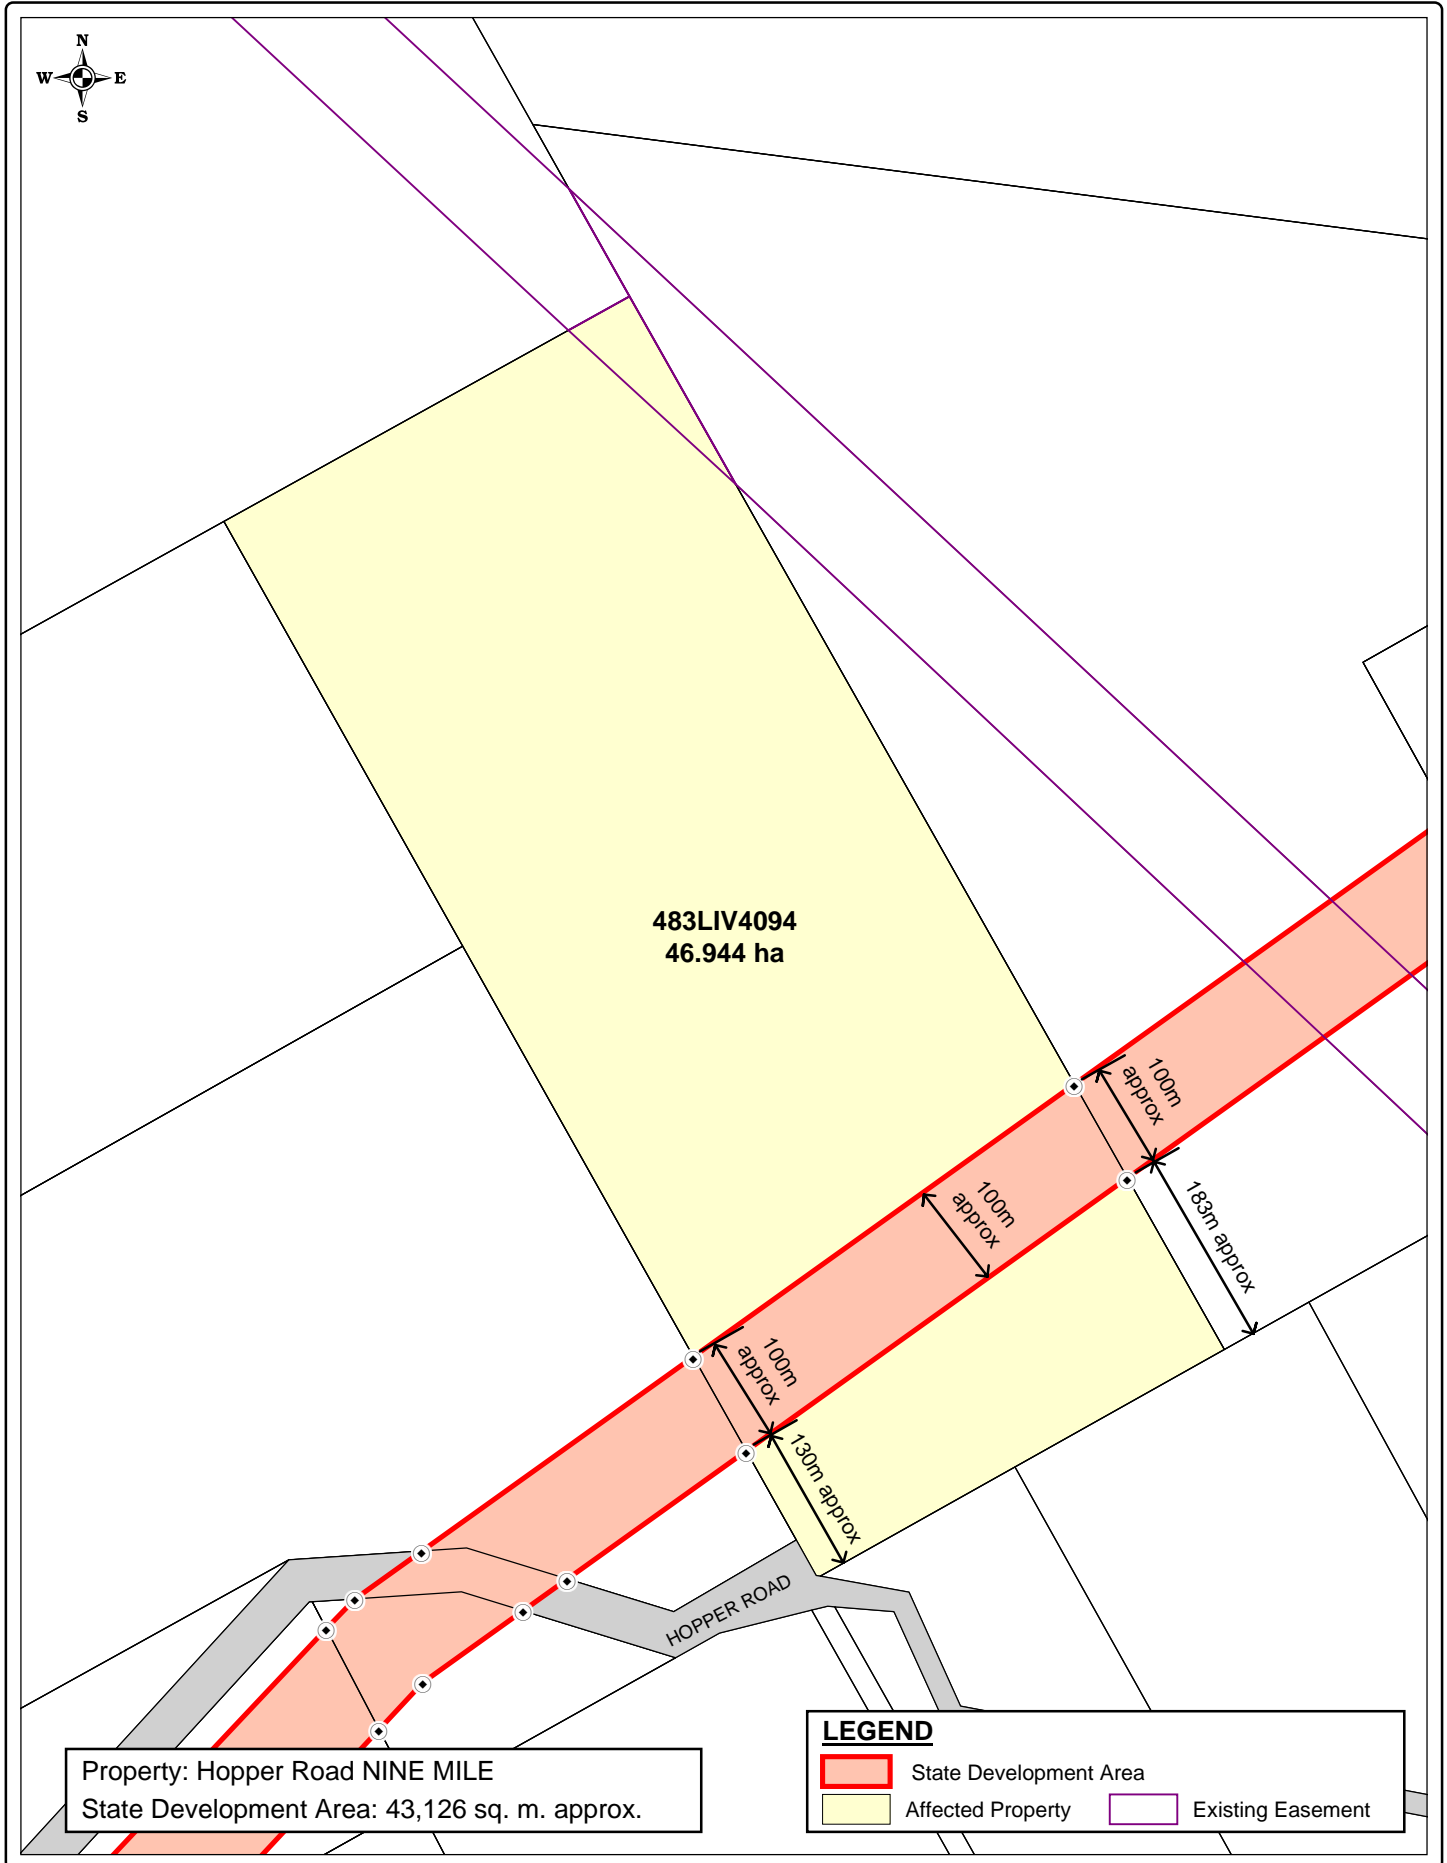 N
W E
S
483LIV4094
46.944 ha
100m
approx
183m approx
100m
approx
100m
approx
130m approx
HOPPER ROAD
Property: Hopper Road NINE MILE
State Development Area: 43,126 sq. m. approx.
LEGEND
State Development Area
Affected Property
Existing Easement